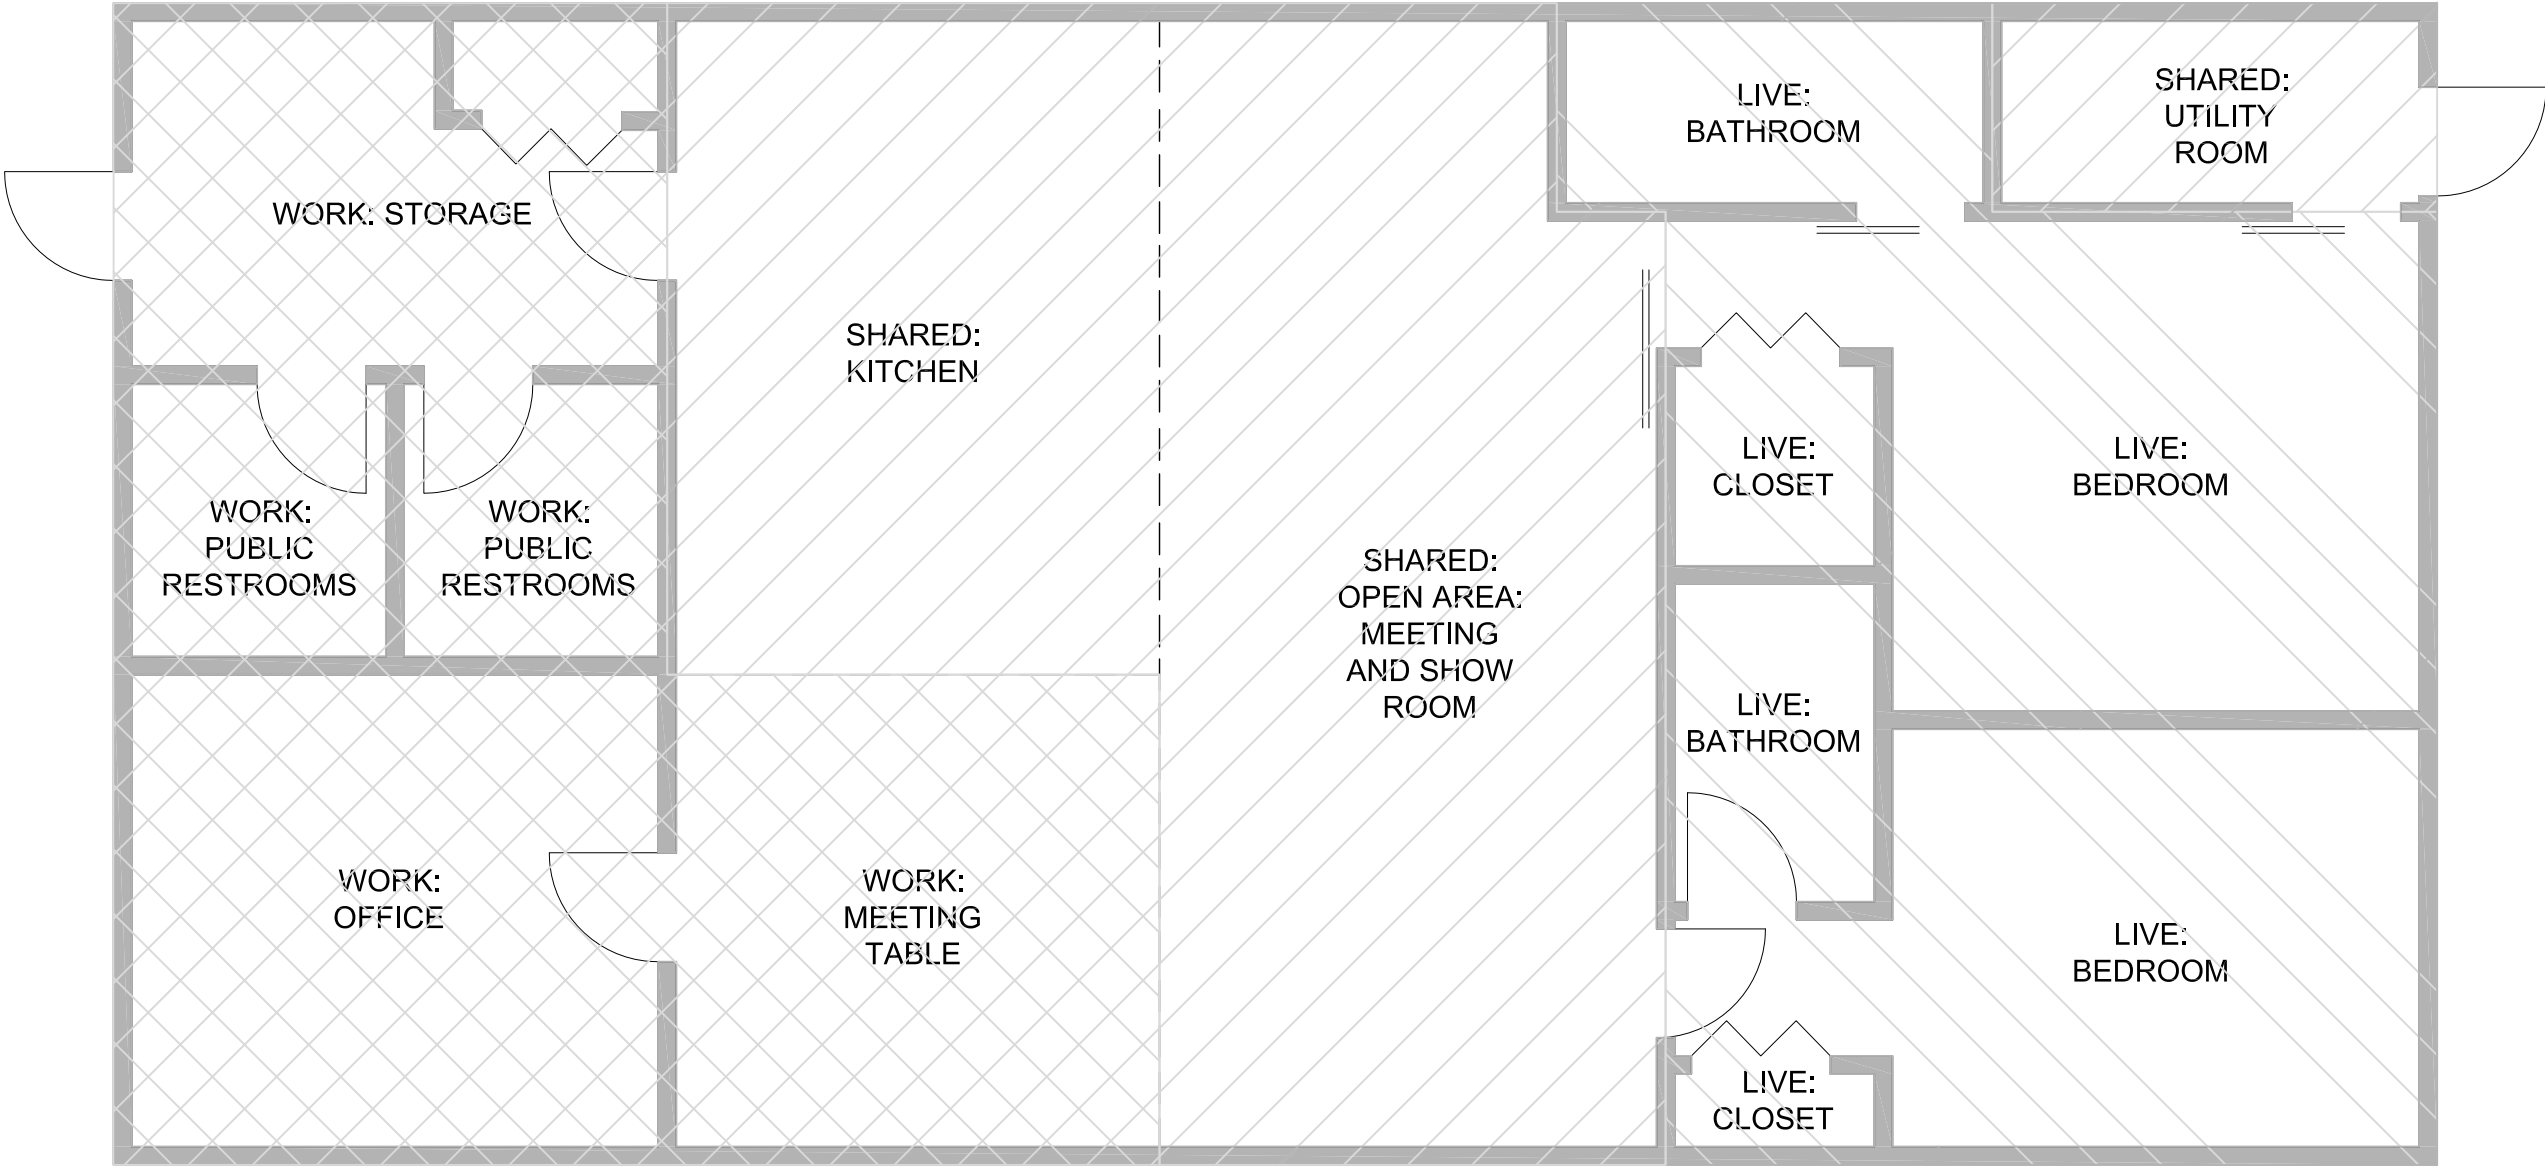 LIVE:
BATHROOM
SHARED:
UTILITY
ROOM
WORK: STORAGE
SHARED:
KITCHEN
LIVE:
CLOSET
LIVE:
BEDROOM
WORK:
PUBLIC
RESTROOMS
WORK:
PUBLIC
RESTROOMS
SHARED:
OPEN AREA:
MEETING
AND SHOW
ROOM
LIVE:
BATHROOM
WORK:
OFFICE
WORK:
MEETING
TABLE
LIVE:
BEDROOM
LIVE:
CLOSET